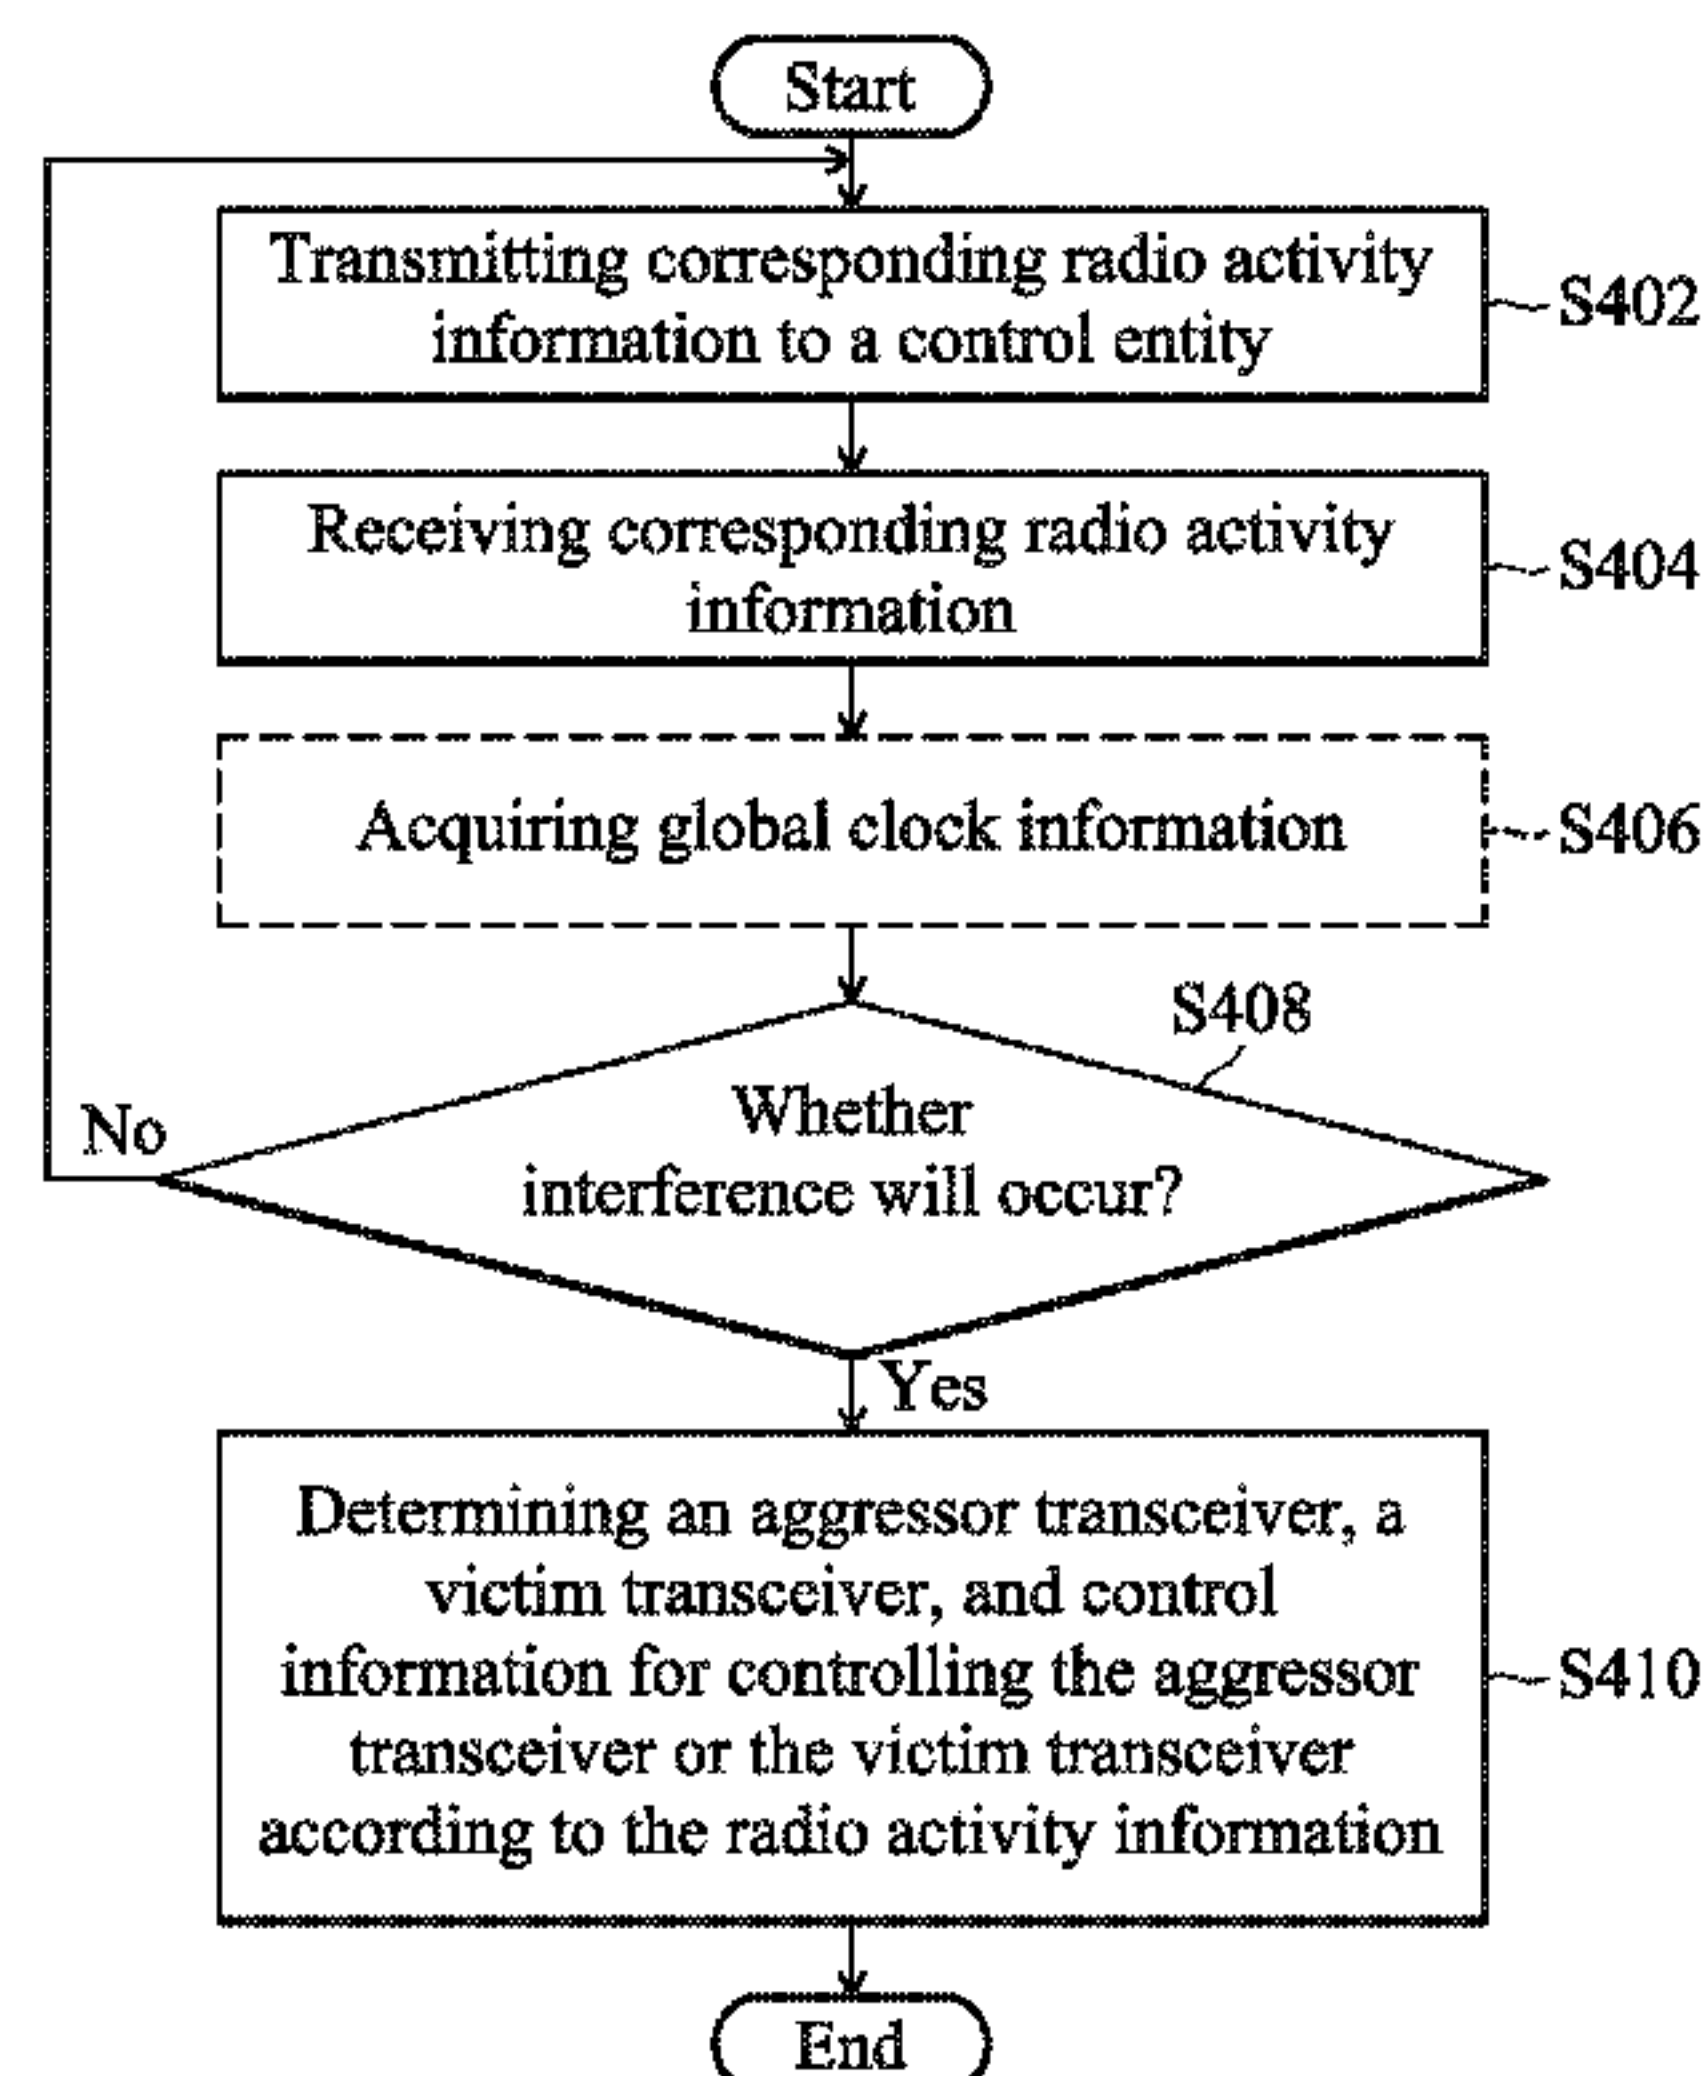 Start
Transmitting corresponding radio activity
information to a control entity
S402
Receiving corresponding radio activity
information
S404
Acquiring global clock information
S406
S408
Whether
interference will occur?
No
Yes
Determining an aggressor transceiver, a
victim transceiver, and control
information for controlling the aggressor
transceiver or the victim transceiver
according to the radio activity information
S410
End